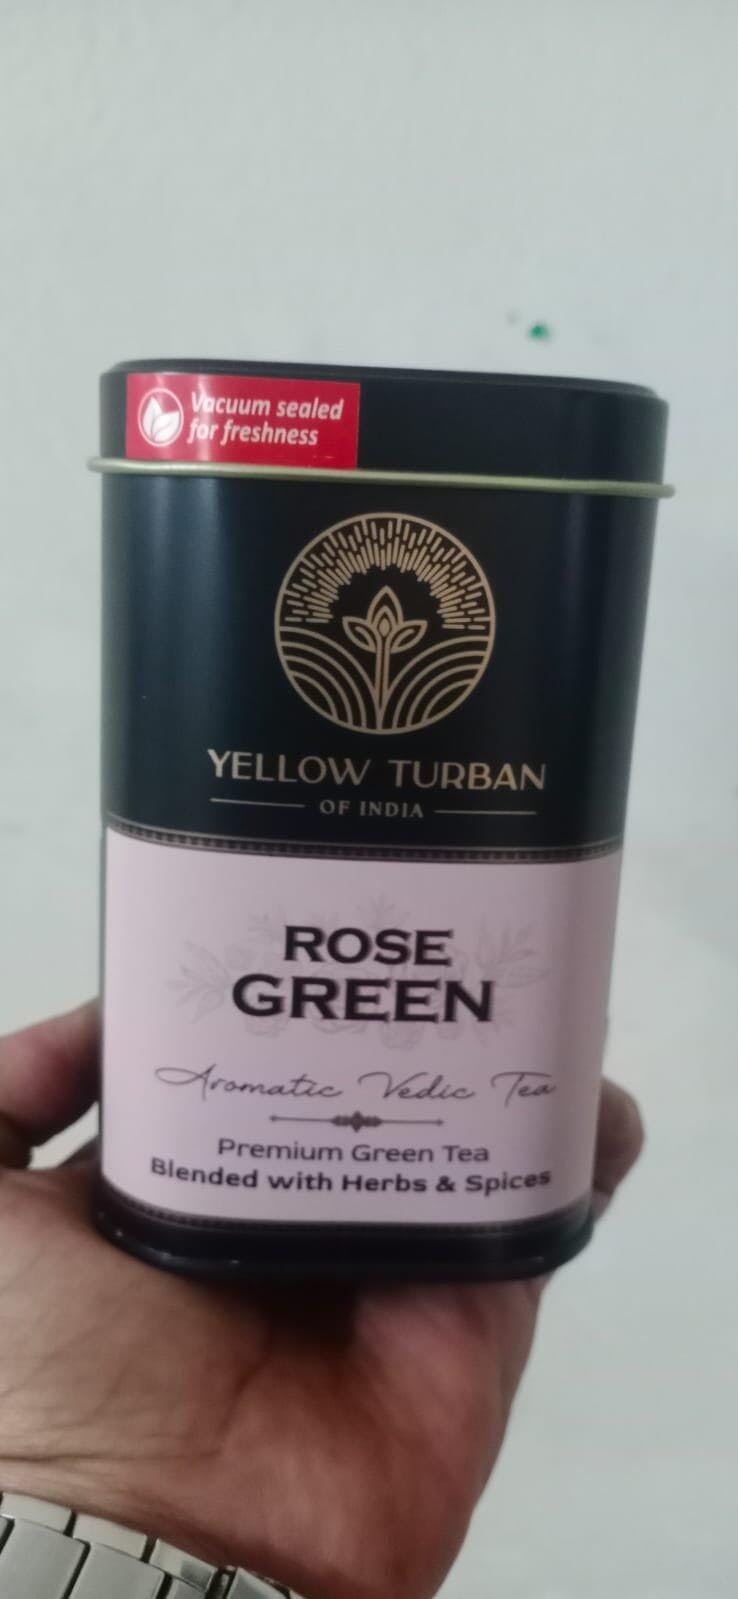 Vacuum sealed
for freshness
YELLOW TURBAN
OF INDIA
ROSE
GREEN
Aromatic Vedic Tea
Premium Green Tea
Blended with Herbs & Spices